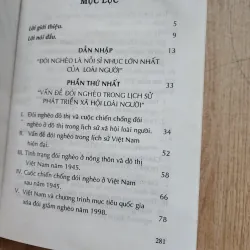 MỤC LỤC
Lời giới thiệu. 5
Lời nói đầu. 9
DẪN NHẬP 13
"ĐÓI NGHÈO LÀ NỖI SỈ NHỤC LỚN NHẤT
CỦA LOÀI NGƯỜI"
PHẦN THỨ NHẤT 33
"VẤN ĐỀ ĐÓI NGHÈO TRONG LỊCH SỬ
PHÁT TRIỂN XÃ HỘI LOÀI NGƯỜI"
I. Đói nghèo đô thị và cuộc chiến chống đói
nghèo ở đô thị trong lịch sử xã hội loài người. 34
II. Vấn đề đói nghèo trong lịch sử Việt Nam
hiện đại. 52
III. Tình trạng đói nghèo ở nông thôn và đô thị
Việt Nam năm 1945. 58
IV. Cuộc chiến chống đói nghèo ở Việt Nam
sau năm 1945. 66
V. Việt Nam và chương trình mục tiêu quốc gia
xóa đói giảm nghèo năm 1998. 78
281